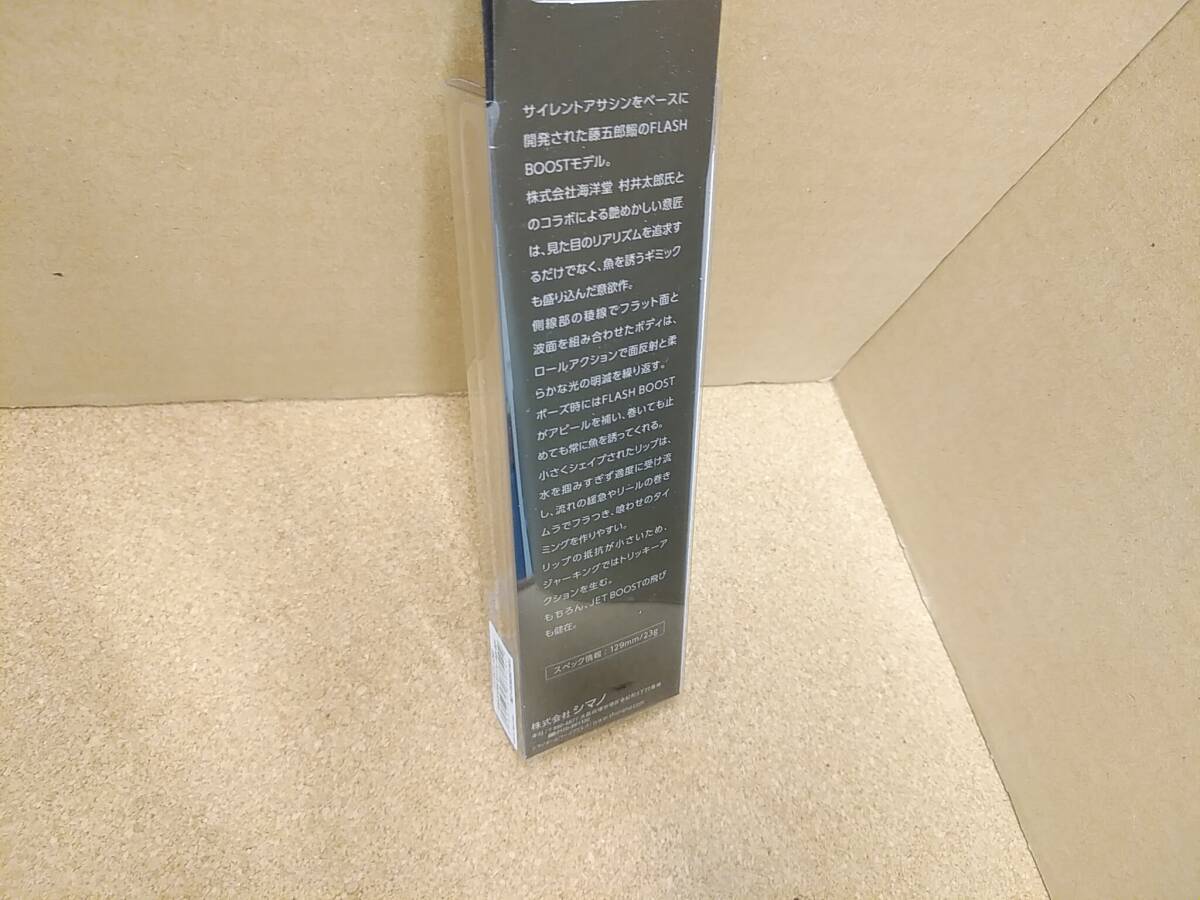 サイレントアサシンをベースに
開発された藤五郎鰯のFLASH
BOOSTモデル。
株式会社海洋堂 村井太郎氏と
のコラボによる艶めかしい意匠
は、見た目のリアリズムを追求す
るだけでなく、魚を誘うギミック
も盛り込んだ意欲作。
側線部の稜線でフラット面と
波面を組み合わせたボディは、
ロールアクションで面反射と柔
らかな光の明滅を繰り返す。
ポーズ時にはFLASH BOOST
がアピールを補い、巻いても止
めても常に魚を誘ってくれる。
小さくシェイプされたリップは、
水を掴みすぎず適度に受け流
し、流れの緩急やリールの巻き
ムラでフラつき、喰わせのタイ
ミングを作りやすい。
リップの抵抗が小さいため、
ジャーキングではトリッキーア
クションを生む。
もちろん、JET BOOSTの飛び
も健在。
スペック情報：129mm/23g
株式会社シマノ